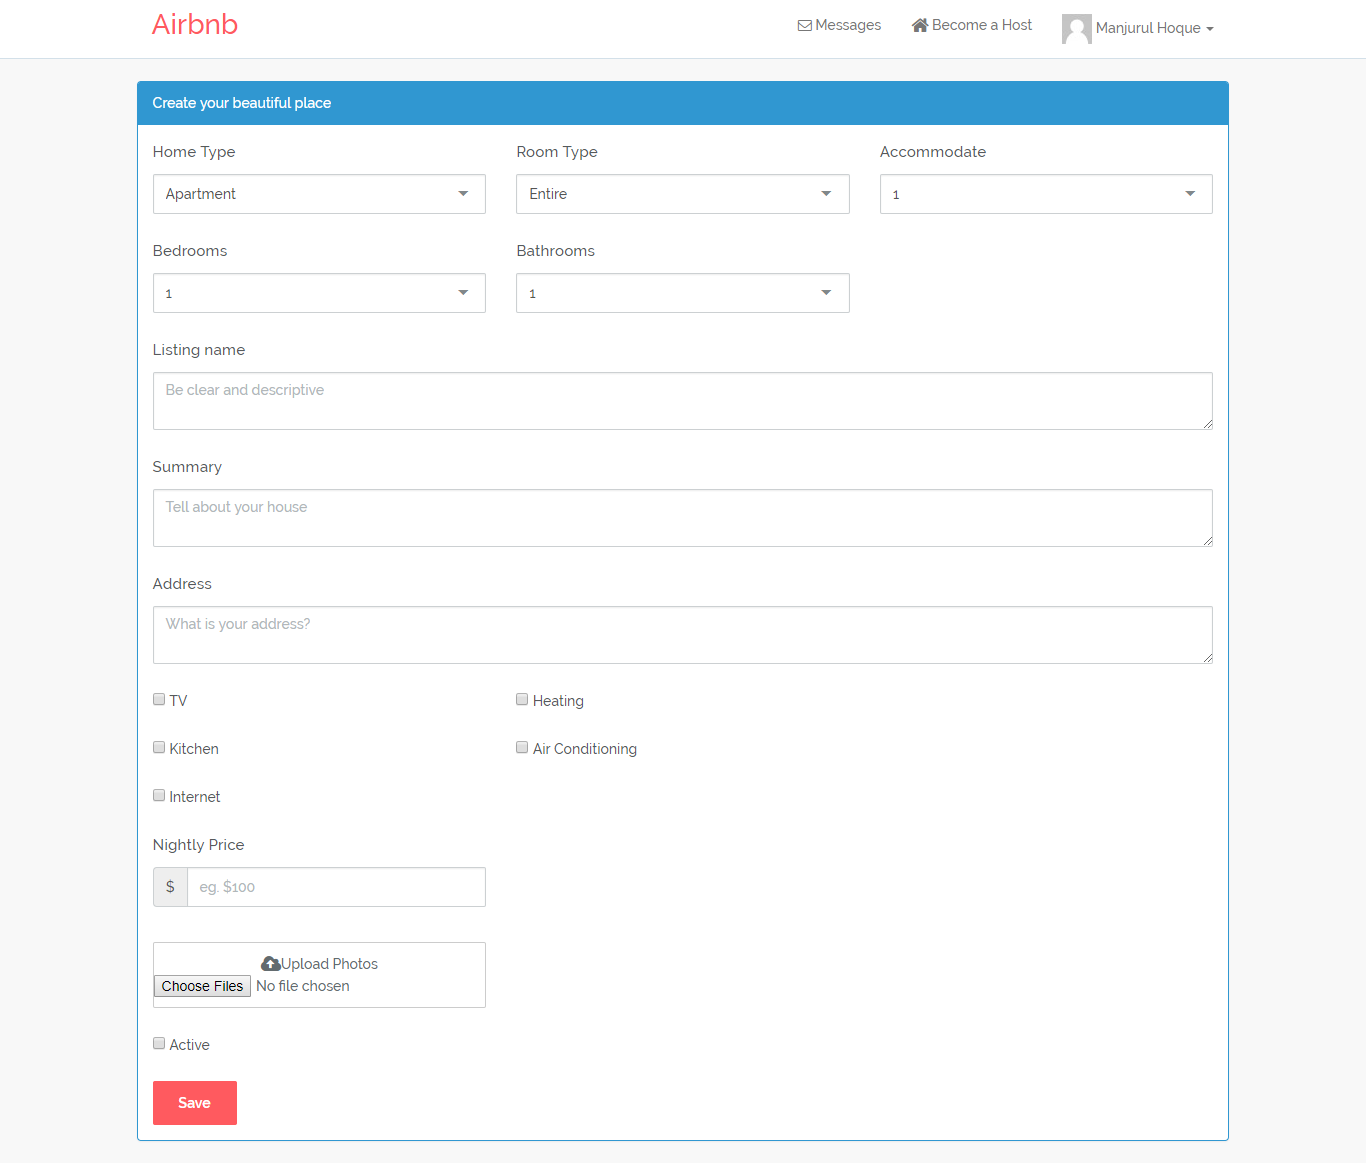 Airbnb
Messages
Become a Host
Manjurul Hoque
Create your beautiful place
Home Type
Room Type
Accommodate
Apartment
Entire
1
Bedrooms
Bathrooms
1
1
Listing name
Be clear and descriptive
Summary
Tell about your house
Address
What is your address?
TV
Heating
Kitchen
Air Conditioning
Internet
Nightly Price
$
eg. $100
Upload Photos
Choose Files No file chosen
Active
Save